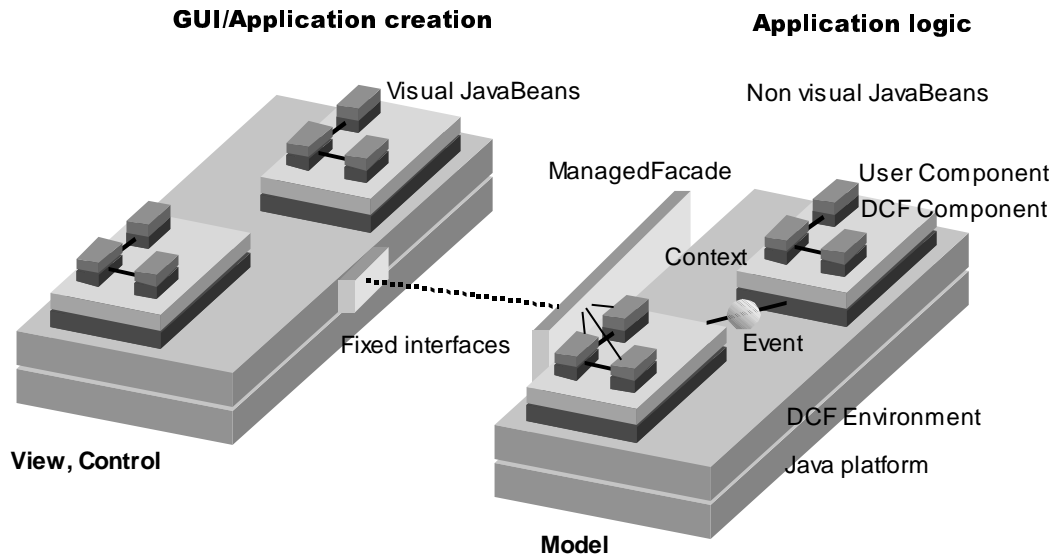 GUI/Application creation
Application logic
Visual JavaBeans
Non visual JavaBeans
ManagedFacade
User Component
DCF Component
Context
Fixed interfaces
Event
DCF Environment
View, Control
Java platform
Model